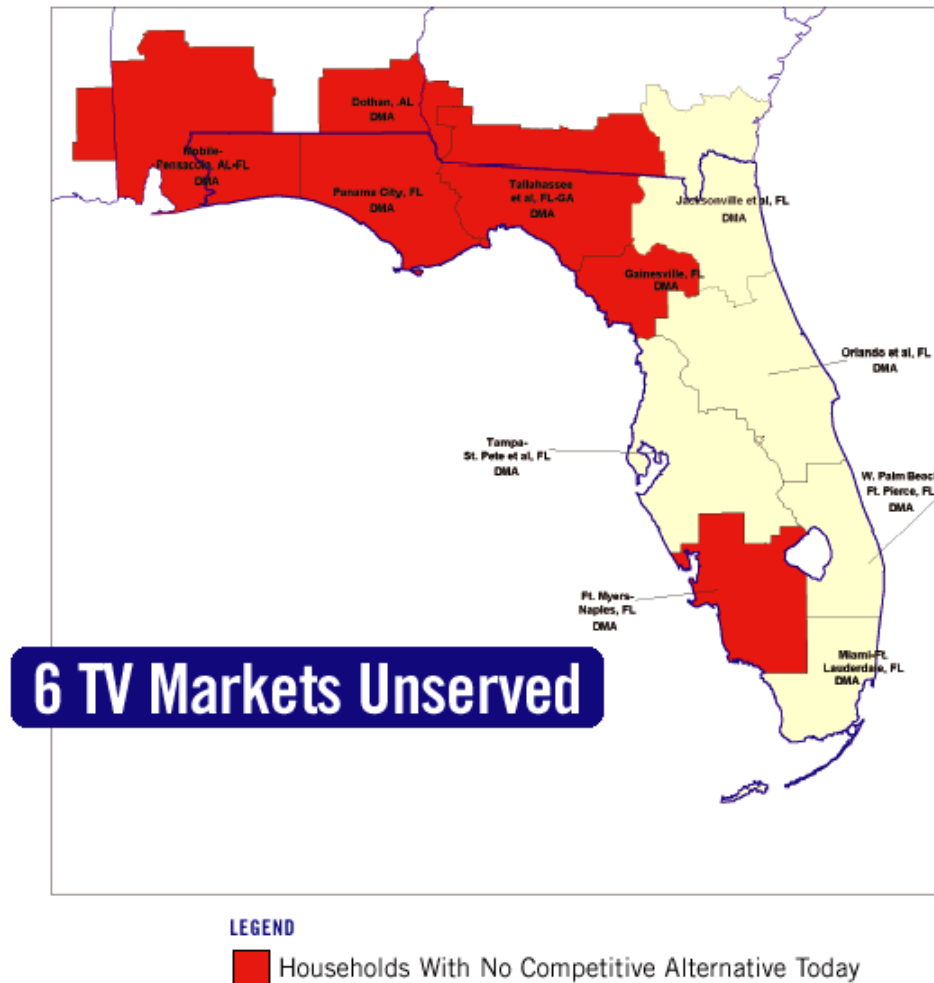 Dothan, AL
DMA
Mobile-
Pensacola, AL-FL
DMA
Panama City, FL
DMA
Tallahassee
et al, FL-GA
DMA
Jacksonville et al, FL
DMA
Gainesville, FL
DMA
Orlando et al, FL
DMA
Tampa-
St. Pete et al, FL
DMA
W. Palm Beach
Ft. Pierce, FL
DMA
Ft. Myers-
Naples, FL
DMA
Miami-Ft.
Lauderdale, FL
DMA
6 TV Markets Unserved
LEGEND
Households With No Competitive Alternative Today